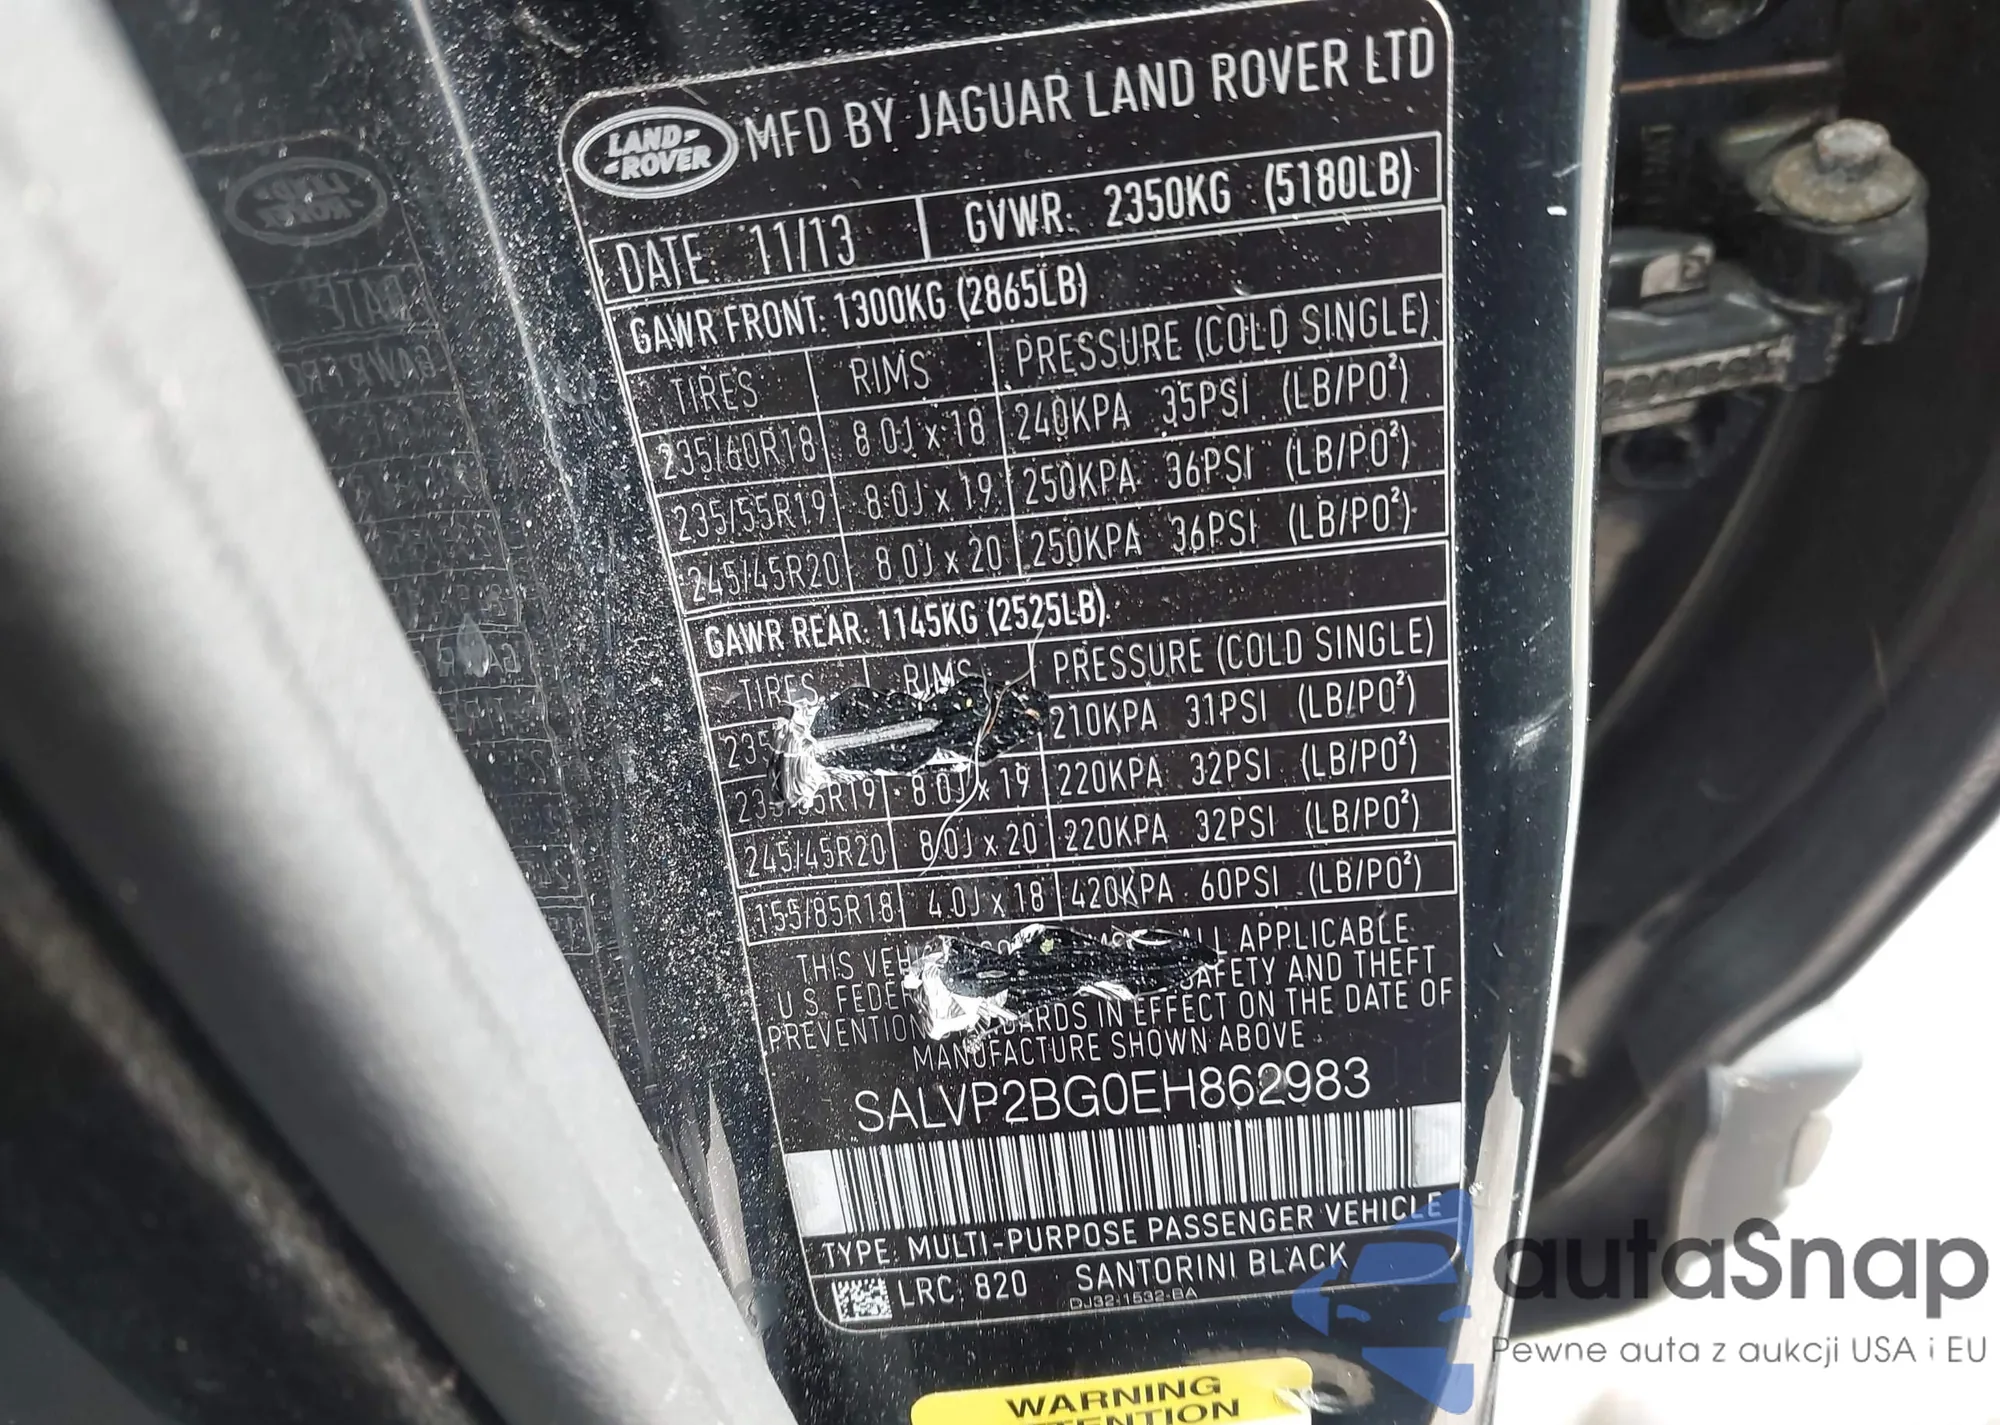 LAND-
-ROVER
MFD BY JAGUAR LAND ROVER LTD
DATE: 11/13 GVWR: 2350KG (5180LB)
GAWR FRONT: 1300KG (2865LB)
TIRES RIMS PRESSURE (COLD SINGLE)
235/60R18 8.0J x 18 240KPA 35PSI (LB/PO²)
235/55R19 8.0J x 19 250KPA 36PSI (LB/PO²)
245/45R20 8.0J x 20 250KPA 36PSI (LB/PO²)
GAWR REAR: 1145KG (2525LB)
TIRES RIMS PRESSURE (COLD SINGLE)
210KPA 31PSI (LB/PO²)
8.0J x 19 220KPA 32PSI (LB/PO²)
245/45R20 8.0J x 20 220KPA 32PSI (LB/PO²)
155/85R18 4.0J x 18 420KPA 60PSI (LB/PO²)
THIS ALL APPLICABLE
U.S. AND THEFT
PREVENTION IN EFFECT ON THE DATE OF
MANUFACTURE SHOWN ABOVE
SALVP2BG0EH862983
TYPE: MULTI-PURPOSE PASSENGER VEHICLE
LRC: 820 SANTORINI BLACK
DJ32-1532-BA
WARNING
autaSnap
Pewne auta z aukcji USA i EU